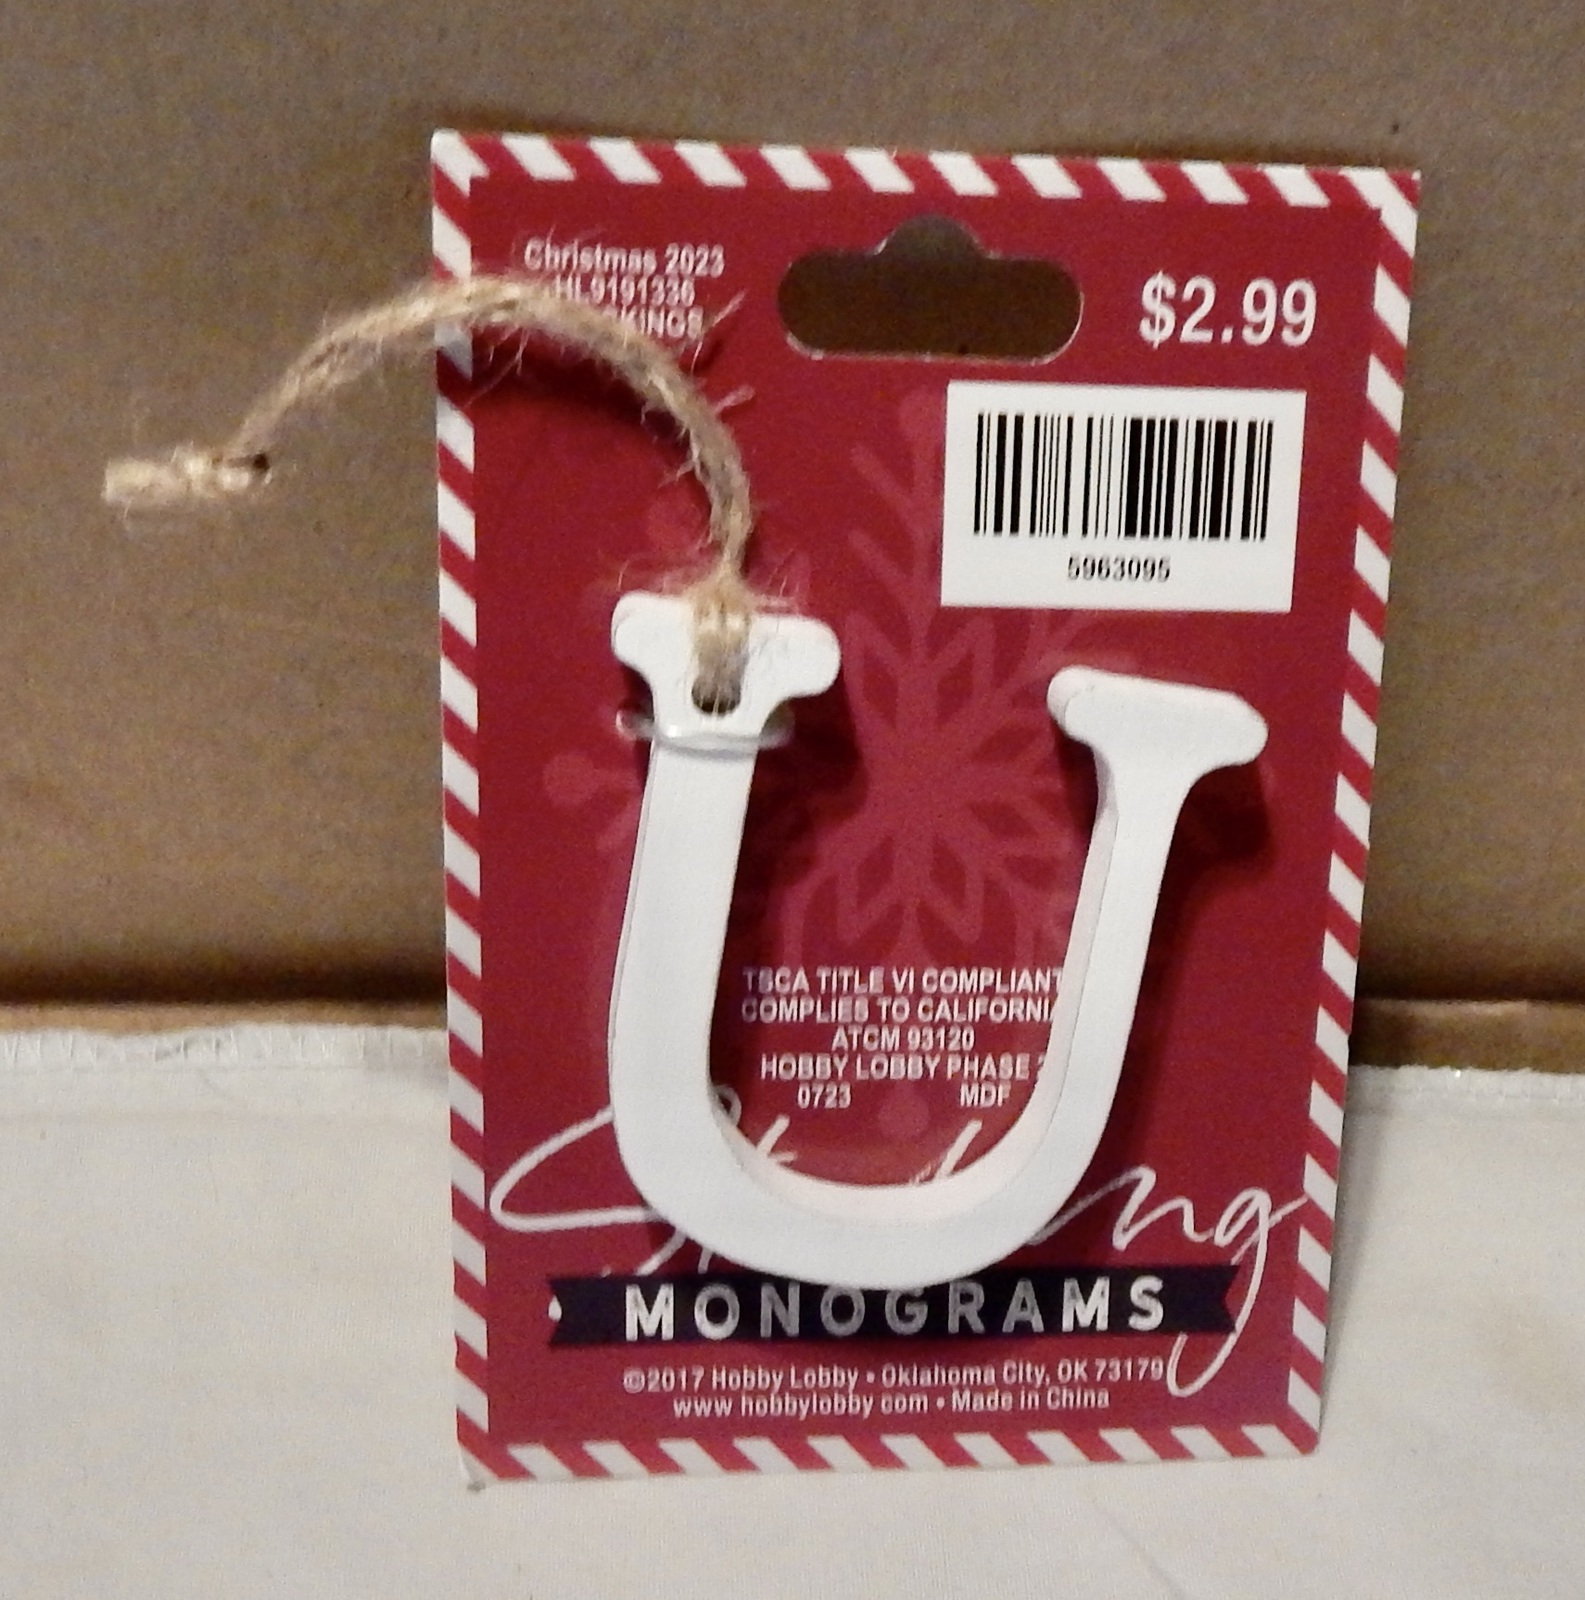 Christmas 2023
HL9191336
$2.99
5963095
U
TSCA TITLE VI COMPLIANT
COMPLIES TO CALIFORNIA
ATCM 93120
HOBBY LOBBY PHASE
0723 MDF
MONOGRAMS
©2017 Hobby Lobby • Oklahoma City, OK 73179
www.hobbylobby.com • Made in China